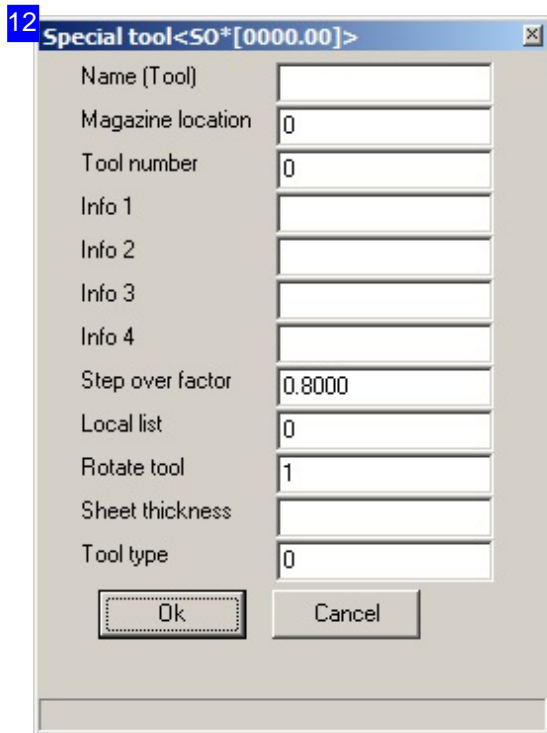 12
Special tool<SO*[0000.00]>
Name (Tool)
Magazine location 0
Tool number 0
Info 1
Info 2
Info 3
Info 4
Step over factor 0.8000
Local list 0
Rotate tool 1
Sheet thickness
Tool type 0
Ok Cancel